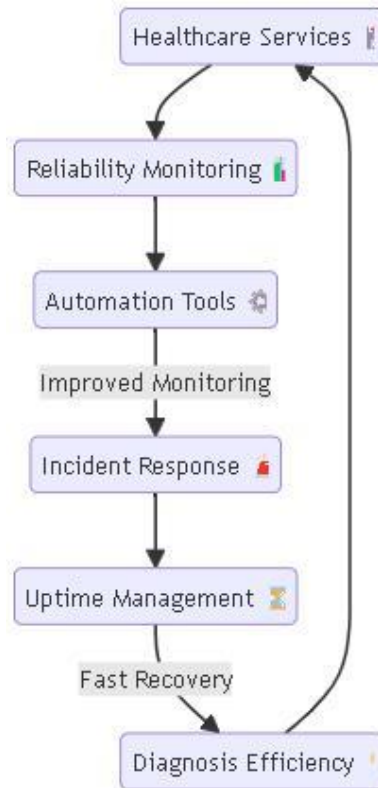 Healthcare Services
Reliability Monitoring
Automation Tools
Improved Monitoring
Incident Response
Uptime Management
Fast Recovery
Diagnosis Efficiency